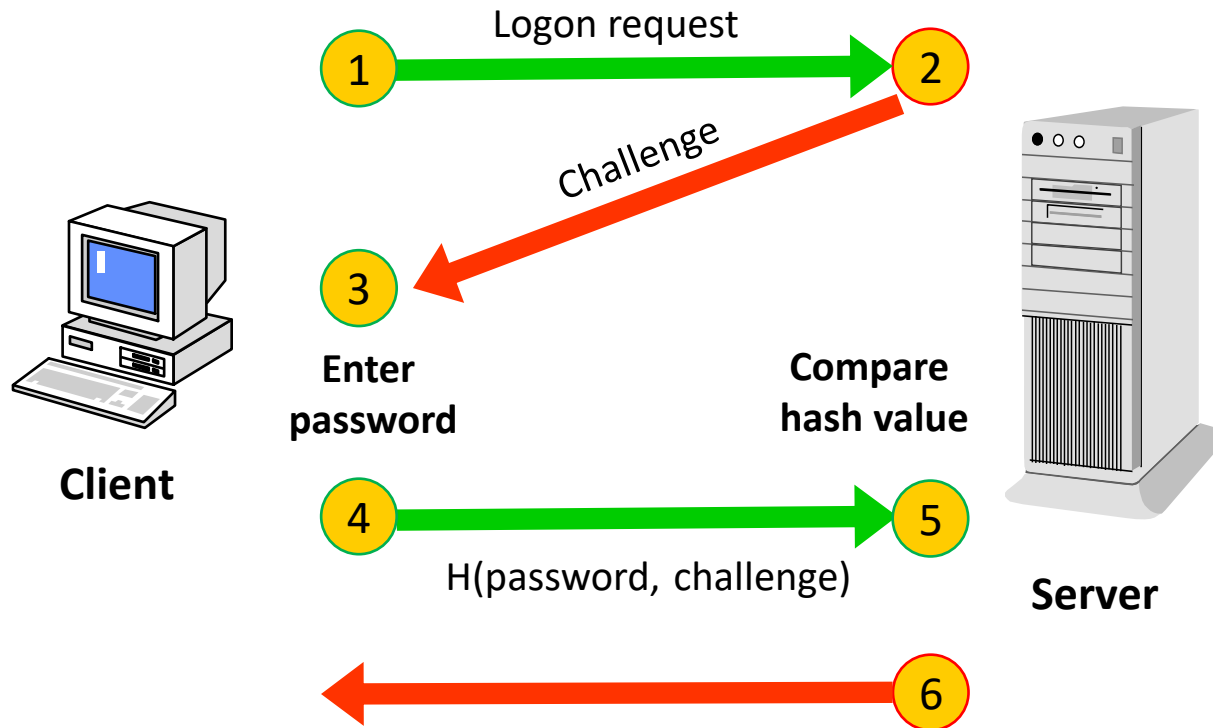 Logon request
1
2
Challenge
3
Enter
password
Compare
hash value
Client
4
5
H(password, challenge)
Server
6